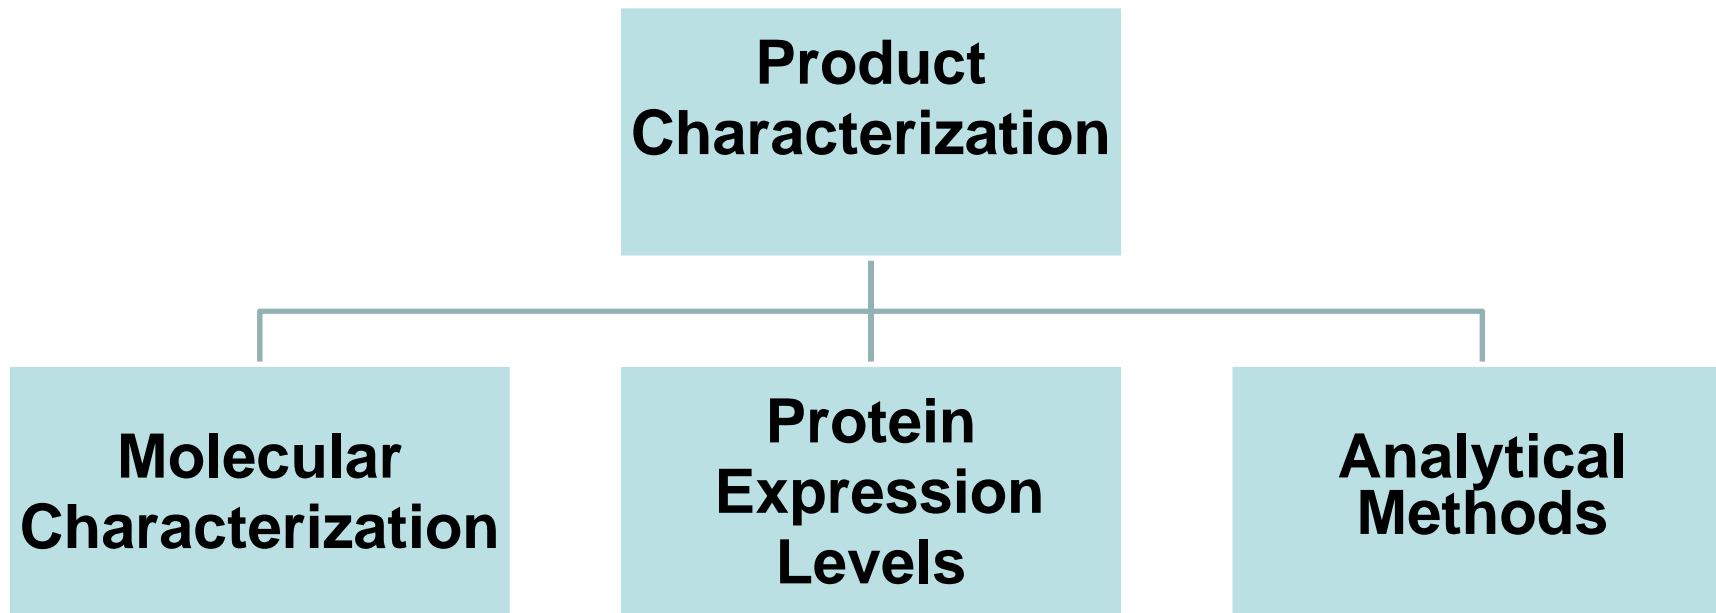 Product
Characterization
Molecular
Characterization
Protein
Expression
Levels
Analytical
Methods